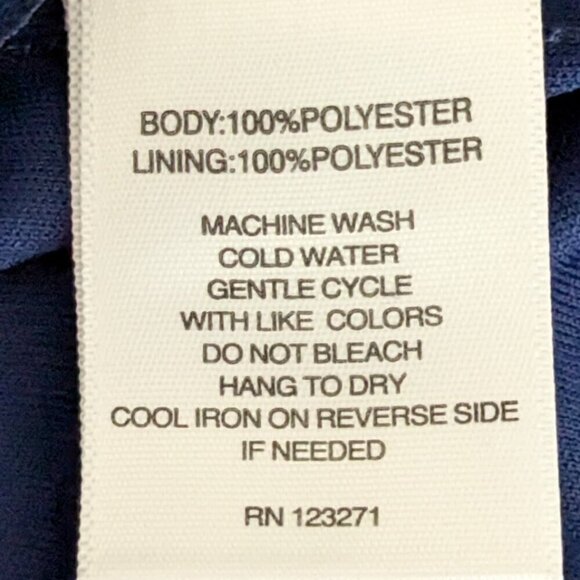 BODY:100%POLYESTER
LINING:100%POLYESTER
MACHINE WASH
COLD WATER
GENTLE CYCLE
WITH LIKE COLORS
DO NOT BLEACH
HANG TO DRY
COOL IRON ON REVERSE SIDE
IF NEEDED
RN 123271